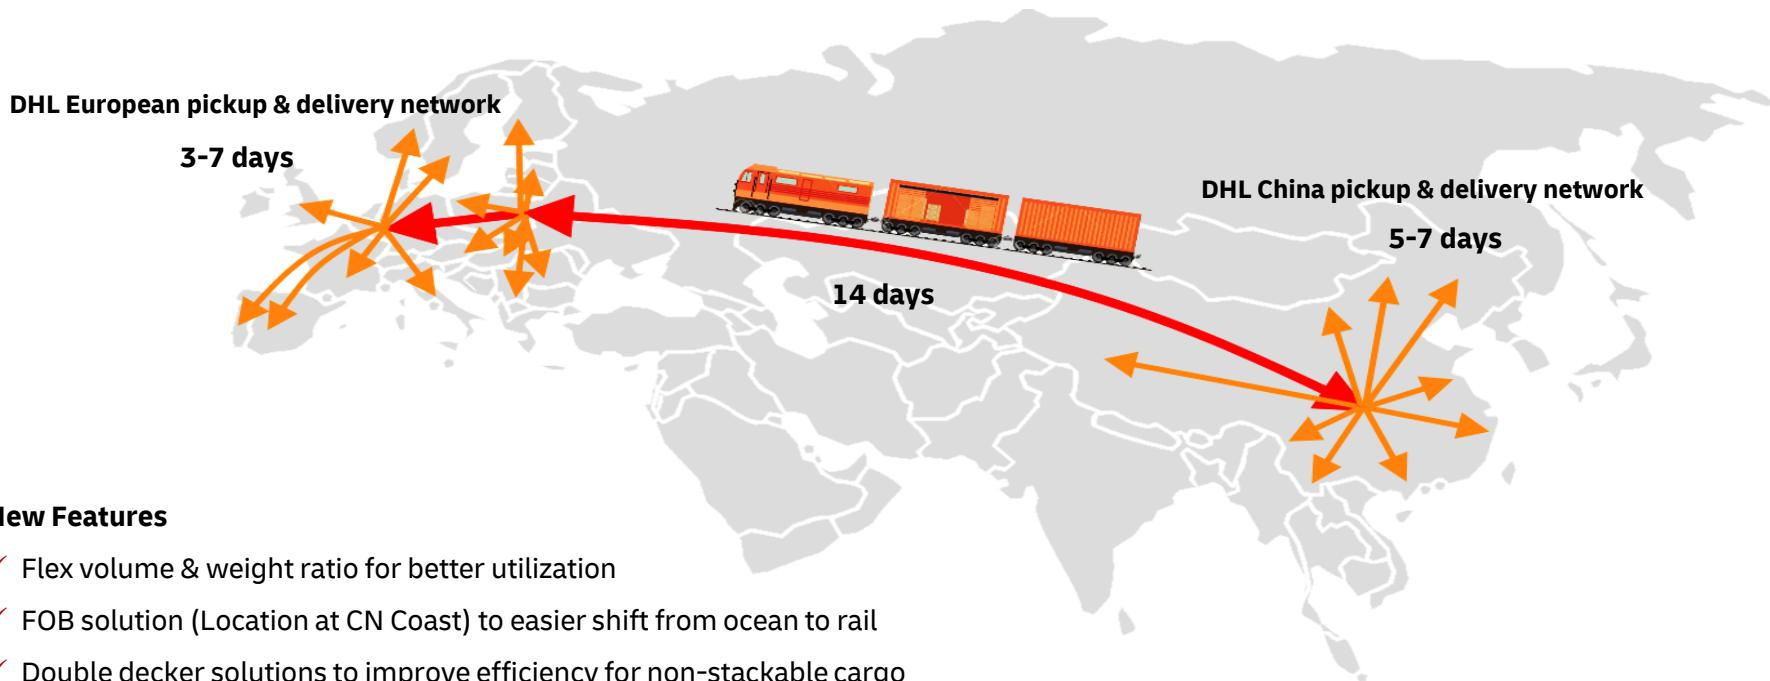 DHL European pickup & delivery network
3-7 days
DHL China pickup & delivery network
5-7 days
14 days
New Features
Flex volume & weight ratio for better utilization
FOB solution (Location at CN Coast) to easier shift from ocean to rail
Double decker solutions to improve efficiency for non-stackable cargo